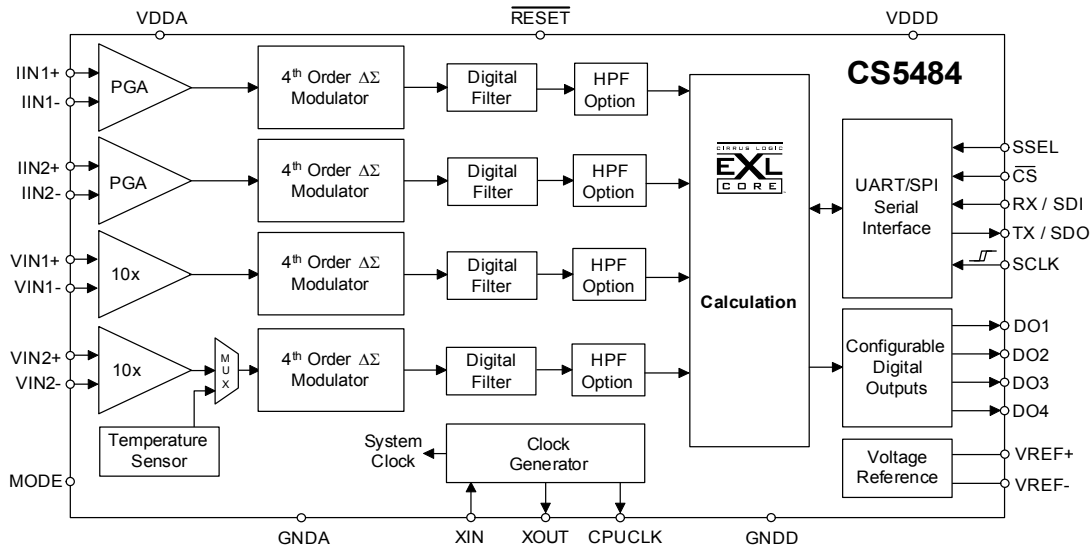 VDDA
RESET
VDDD
CS5484
IIN1+
IIN1-
PGA
4th Order ΔΣ
Modulator
Digital
Filter
HPF
Option
IIN2+
IIN2-
PGA
4th Order ΔΣ
Modulator
Digital
Filter
HPF
Option
VIN1+
VIN1-
10x
4th Order ΔΣ
Modulator
Digital
Filter
HPF
Option
VIN2+
VIN2-
10x
MUX
4th Order ΔΣ
Modulator
Digital
Filter
HPF
Option
Temperature
Sensor
CIRRUS LOGIC
EXL
CORE
Calculation
UART/SPI
Serial
Interface
SSEL
CS
RX / SDI
TX / SDO
SCLK
Configurable
Digital
Outputs
DO1
DO2
DO3
DO4
Voltage
Reference
VREF+
VREF-
System
Clock
Clock
Generator
MODE
GNDA
XIN
XOUT
CPUCLK
GNDD